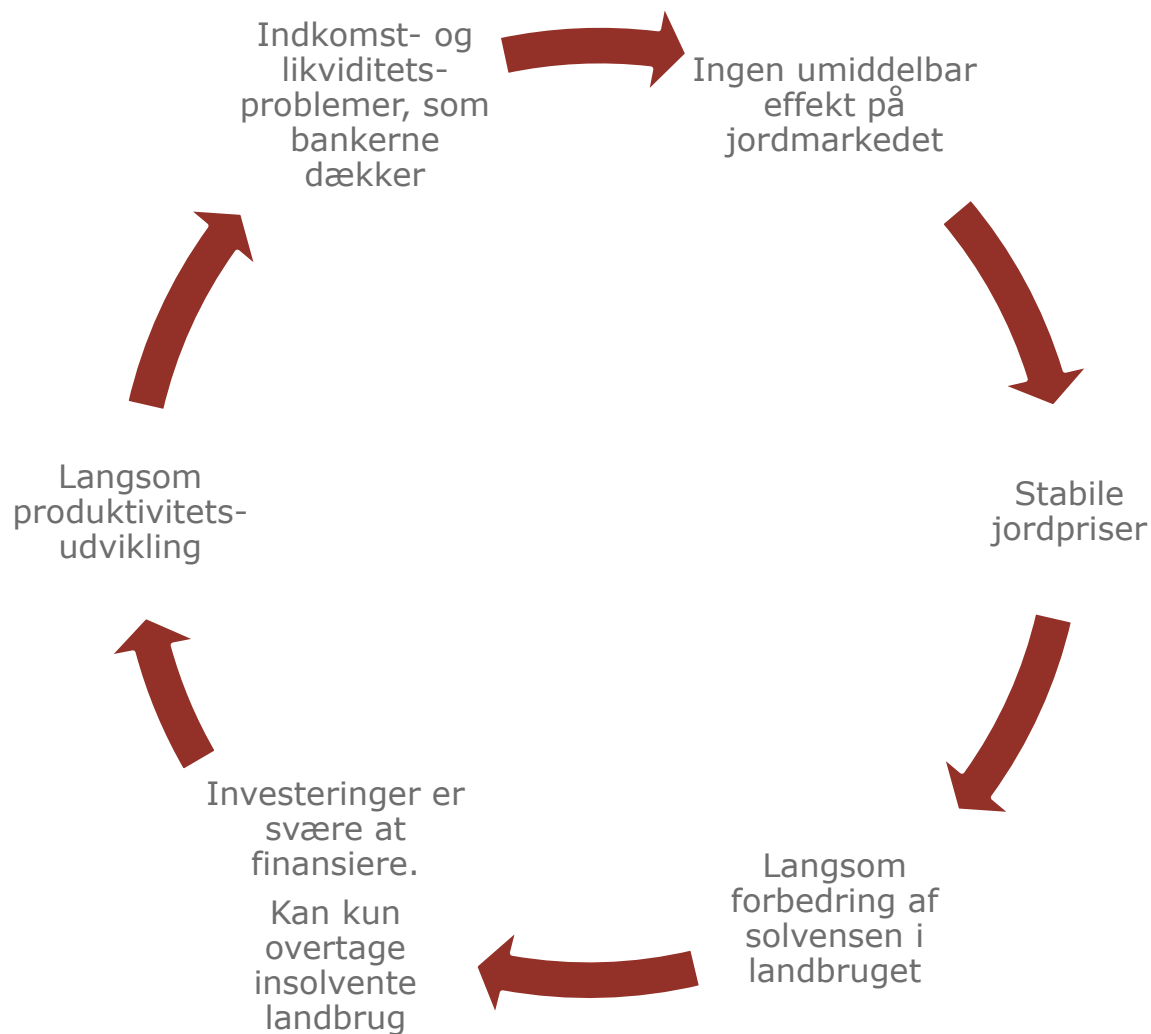 Indkomst- og
likviditets-
problemer, som
bankerne
dækker
Ingen umiddelbar
effekt på
jordmarkedet
Stabile
jordpriser
Langsom
forbedring af
solvensen i
landbruget
Investeringer er
svære at
finansiere.
Kan kun
overtage
insolvente
landbrug
Langsom
produktivitets-
udvikling